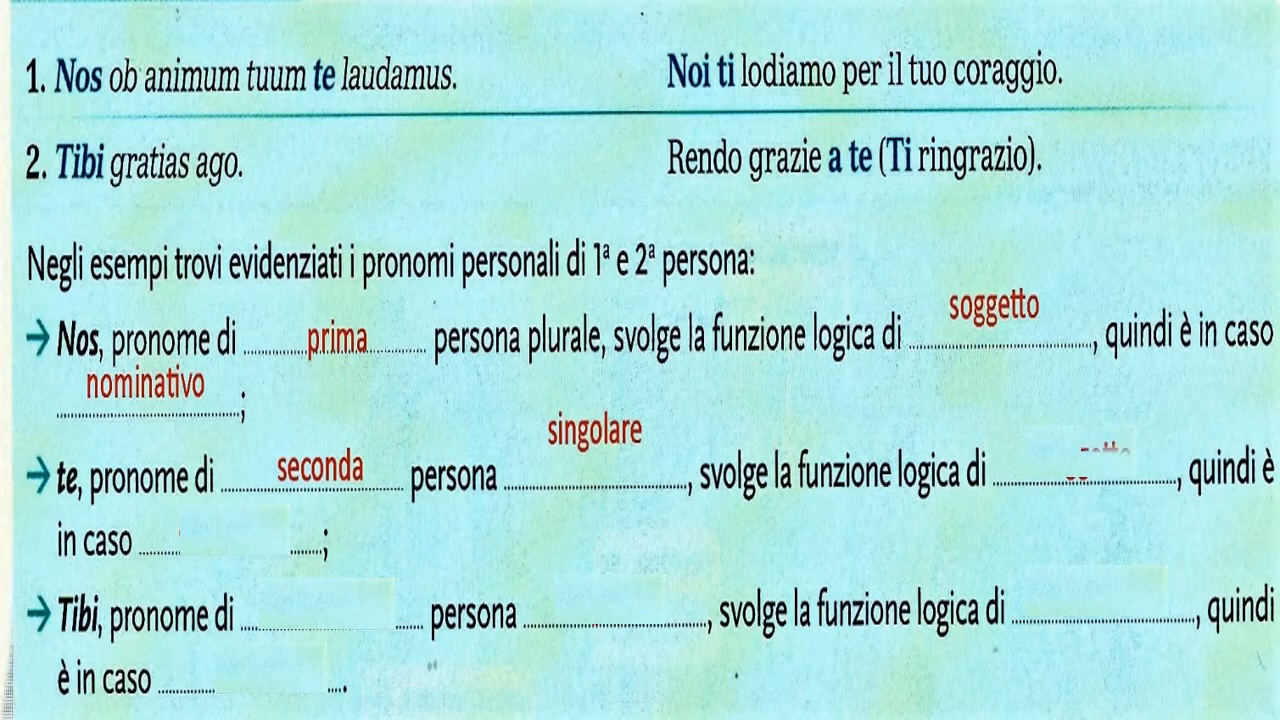 1. Nos ob animum tuum te laudamus. Noi ti lodiamo per il tuo coraggio.
2. Tibi gratias ago. Rendo grazie a te (Ti ringrazio).
Negli esempi trovi evidenziati i pronomi personali di 1ª e 2ª persona:
→ Nos, pronome di ....prima.... persona plurale, svolge la funzione logica di ....soggetto...., quindi è in caso
....nominativo....;
→ te, pronome di ....seconda.... persona ....singolare...., svolge la funzione logica di ........, quindi è
in caso ........;
→ Tibi, pronome di ........ persona ........, svolge la funzione logica di ........, quindi
è in caso ........